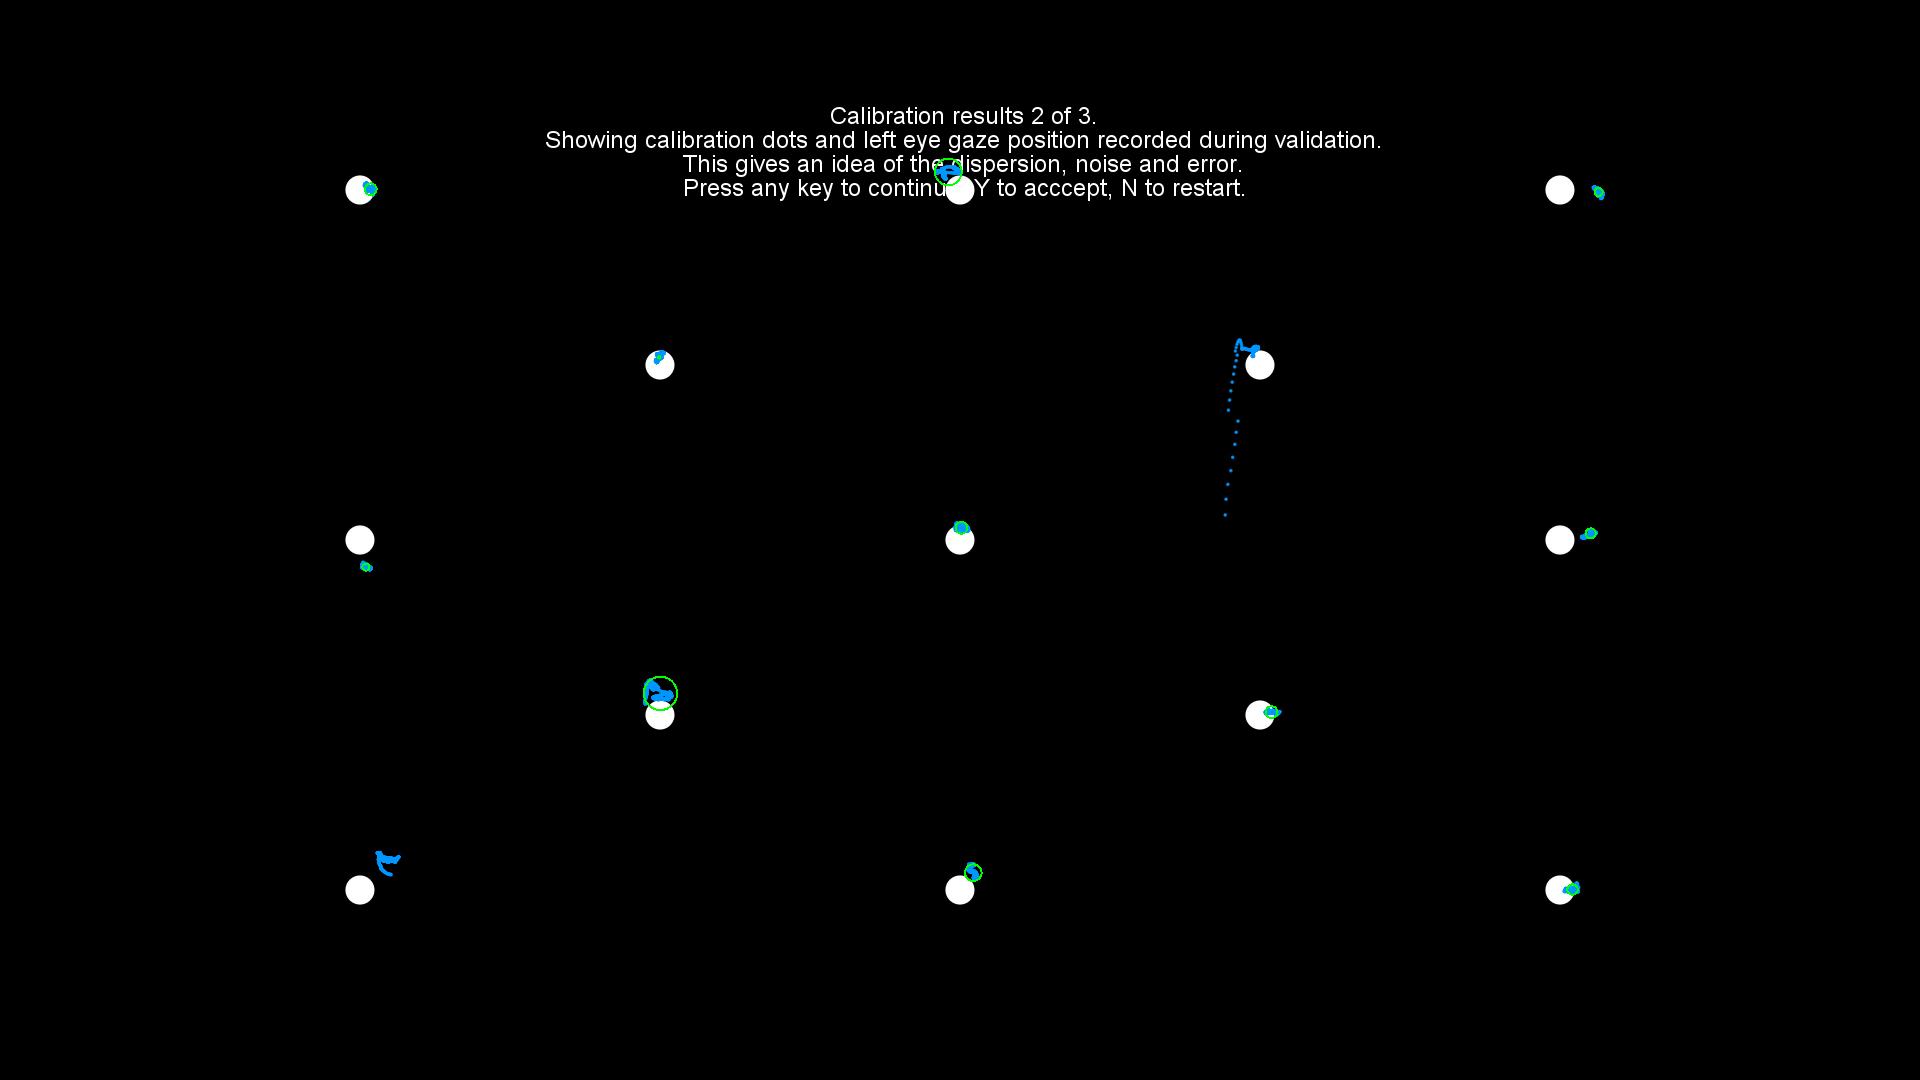 Calibration results 2 of 3.
Showing calibration dots and left eye gaze position recorded during validation.
This gives an idea of the dispersion, noise and error.
Press any key to continue, Y to acccept, N to restart.